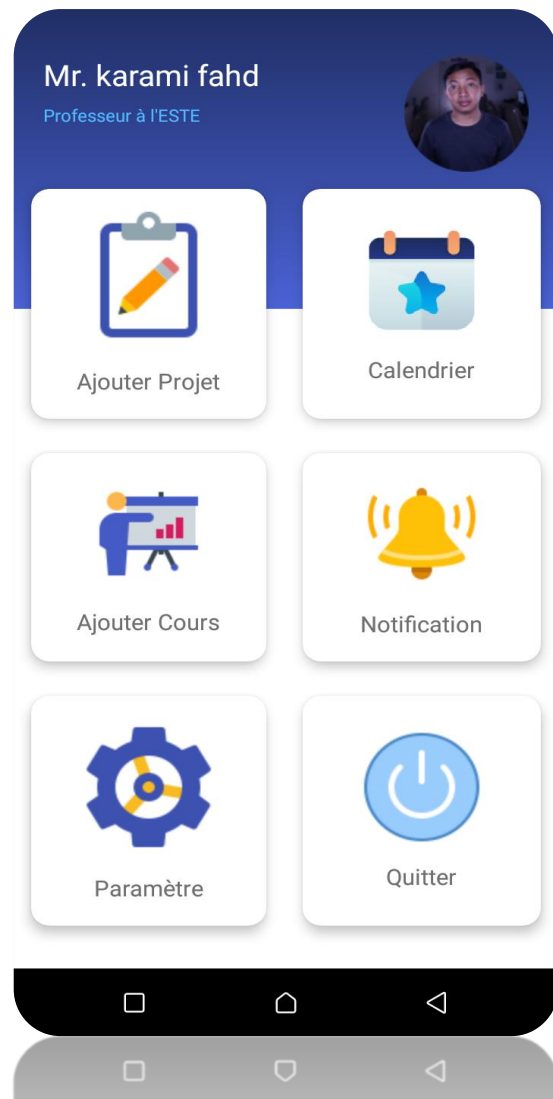 Mr. karami fahd
Professeur à l'ESTE
Ajouter Projet
Calendrier
Ajouter Cours
Notification
Paramètre
Quitter